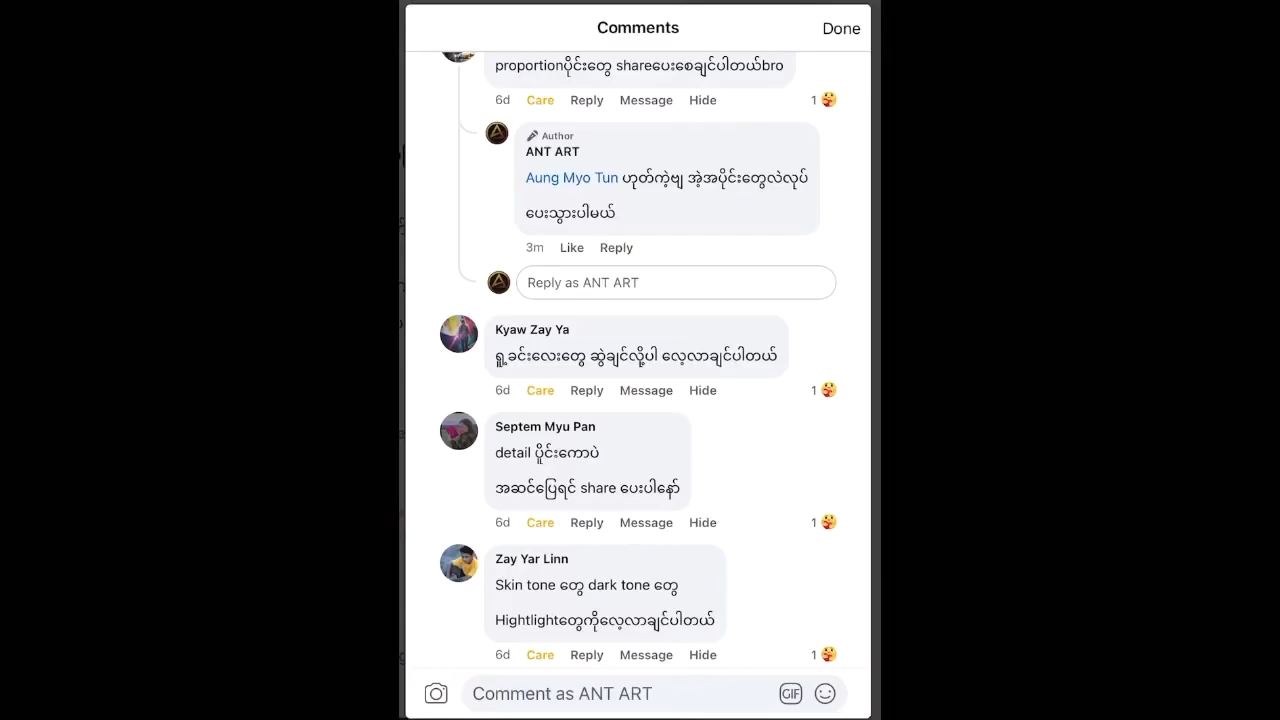 Comments
Done
proportionပိုင်းတွေ shareပေးစေချင်ပါတယ်bro
6d Care Reply Message Hide 1
Author
ANT ART
Aung Myo Tun ဟုတ်ကဲ့ဗျ အဲ့အပိုင်းတွေလဲလုပ်
ပေးသွားပါမယ်
3m Like Reply
Reply as ANT ART
Kyaw Zay Ya
ရှု့ခင်းလေးတွေ ဆွဲချင်လို့ပါ လေ့လာချင်ပါတယ်
6d Care Reply Message Hide 1
Septem Myu Pan
detail ပိူင်းကောပဲ
အဆင်ပြေရင် share ပေးပါနော်
6d Care Reply Message Hide 1
Zay Yar Linn
Skin tone တွေ dark tone တွေ
Hightlightတွေကိုလေ့လာချင်ပါတယ်
6d Care Reply Message Hide 1
Comment as ANT ART
GIF